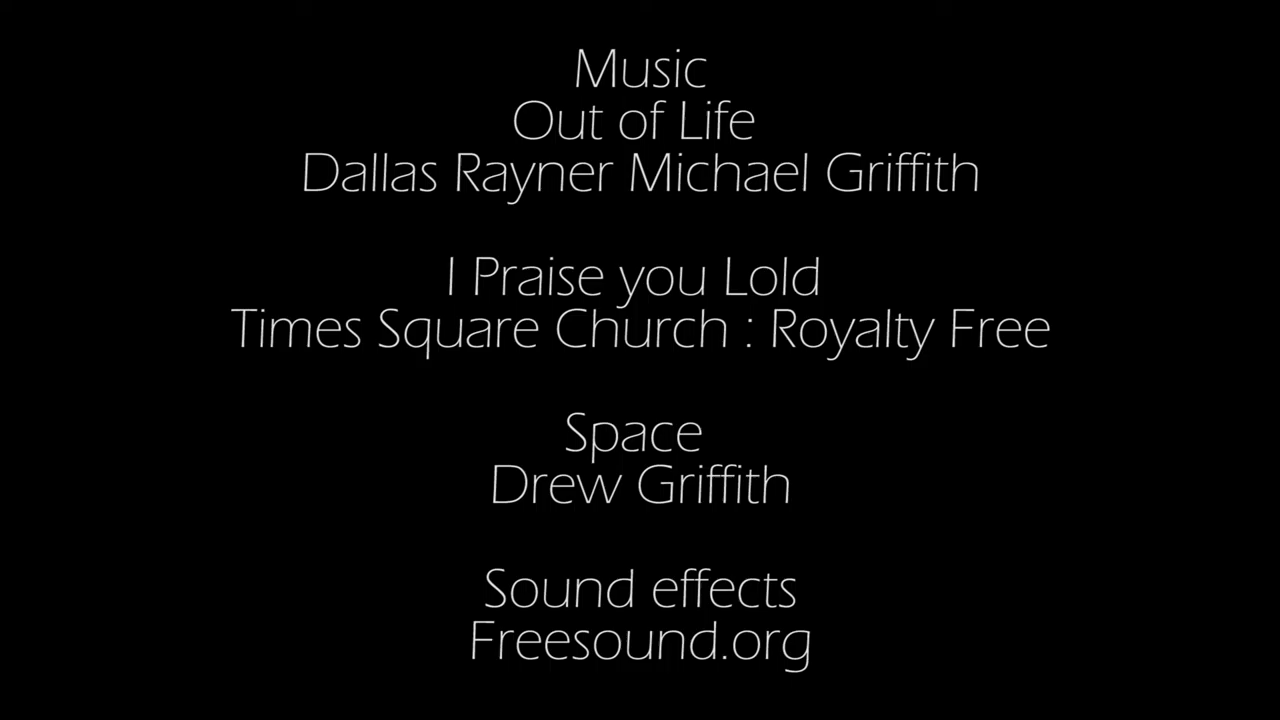 Music
Out of Life
Dallas Rayner Michael Griffith
I Praise you Lold
Times Square Church : Royalty Free
Space
Drew Griffith
Sound effects
Freesound.org